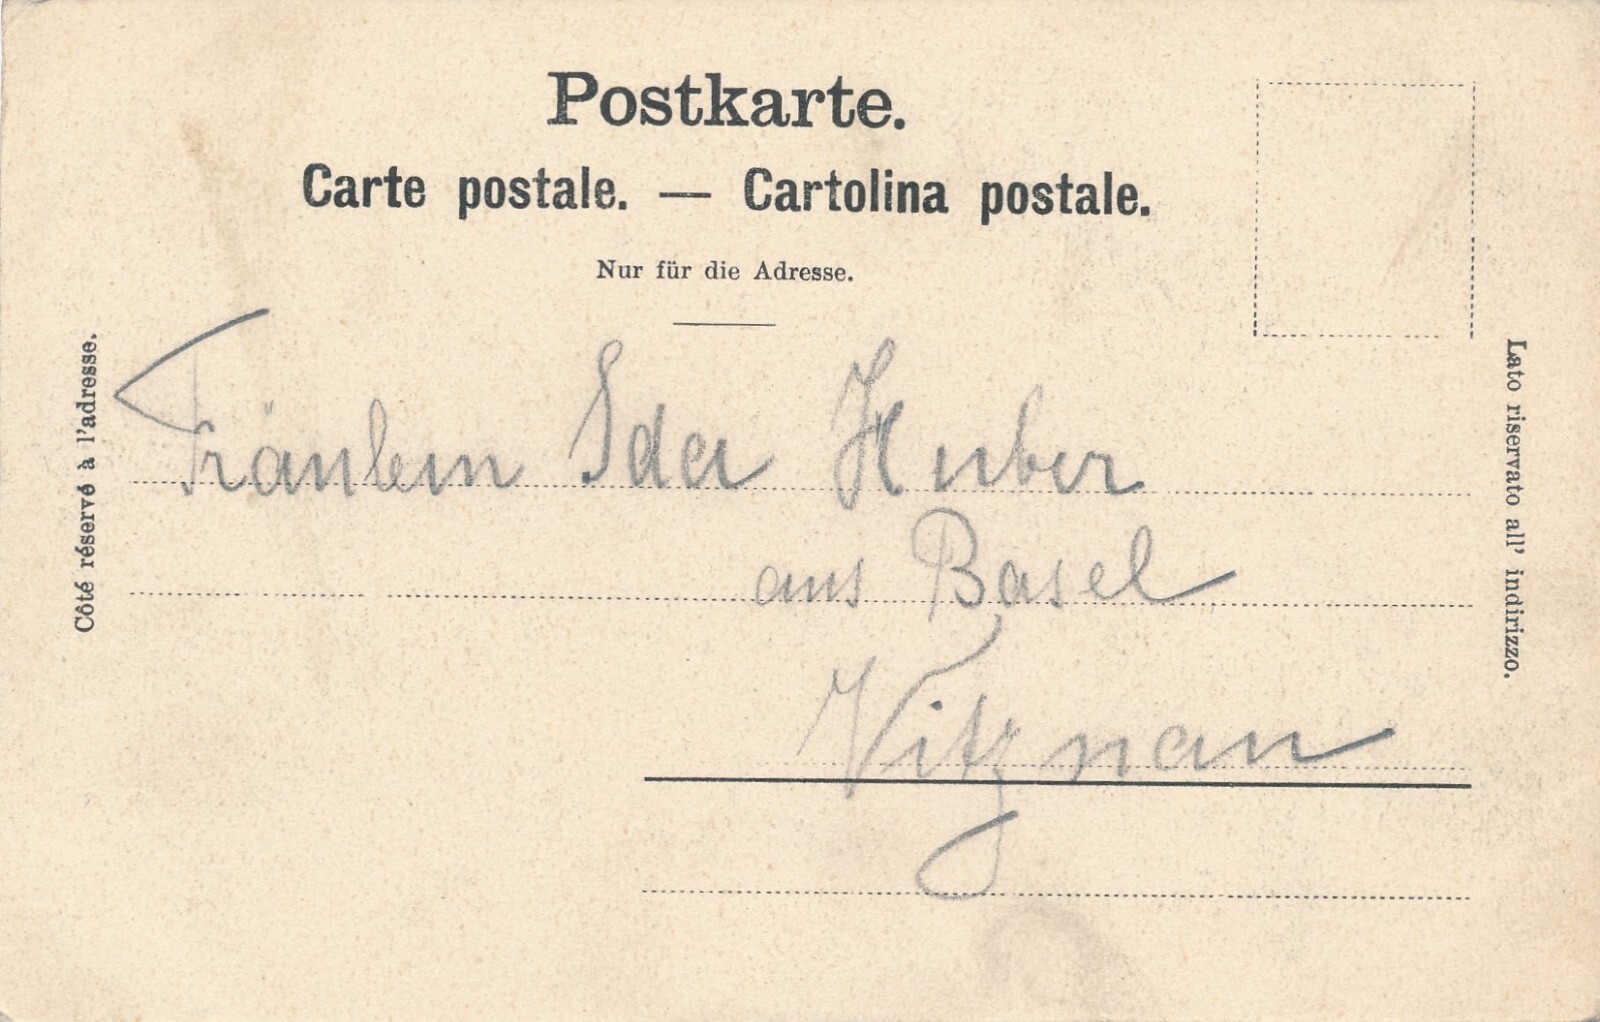 Postkarte.
Carte postale. — Cartolina postale.
Nur für die Adresse.
Côté réservé à l'adresse.
Lato riservato all' indirizzo.
Fräulein Ida Huber
aus Basel
Vitznau